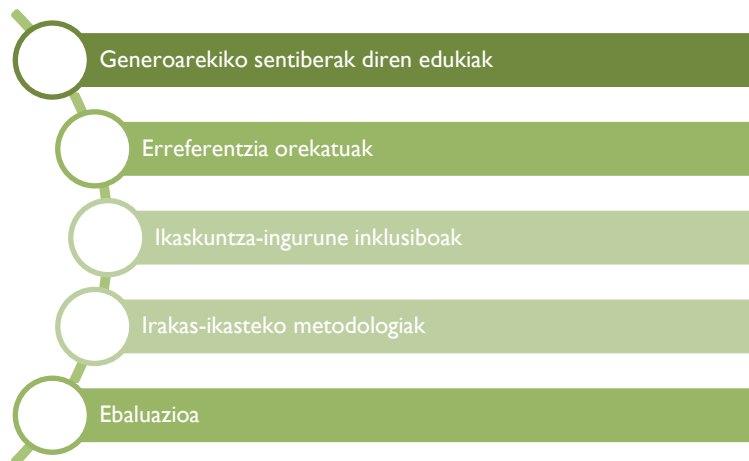 Generoarekiko sentiberak diren edukiak
Erreferentzia orekatuak
Ikaskuntza-ingurune inklusiboak
Irakas-ikasteko metodologiak
Ebaluazioa